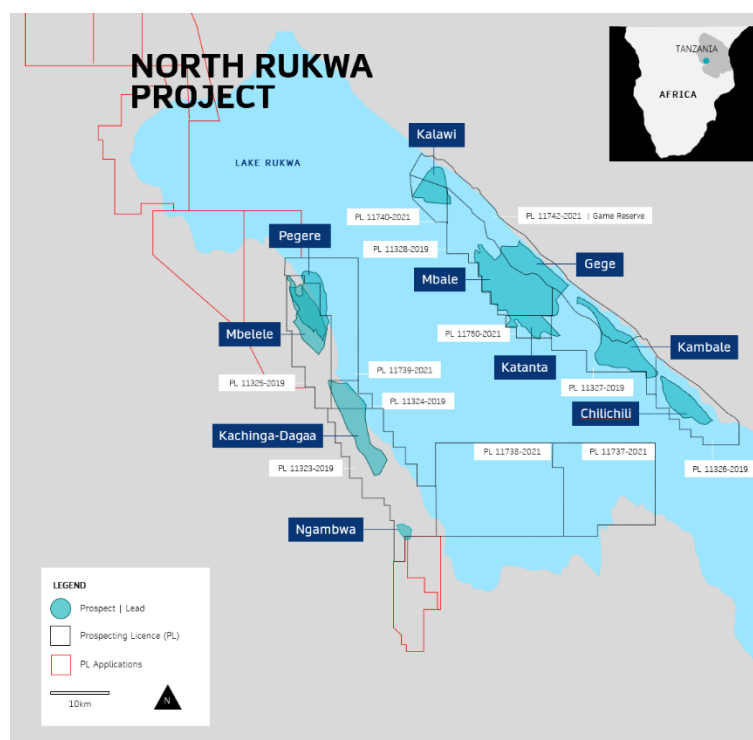 NORTH RUKWA
PROJECT
TANZANIA
AFRICA
LAKE RUKWA
Kalawi
PL 11740-2021
PL 11742-2021 | Game Reserve
PL 11328-2019
Pegere
Gege
Mbale
Mbelele
PL 11750-2021
Kambale
Katanta
PL 11739-2021
PL 11325-2019
PL 11327-2019
PL 11324-2019
Chilichili
Kachinga-Dagaa
PL 11738-2021
PL 11737-2021
PL 11323-2019
PL 11326-2019
Ngambwa
LEGEND
Prospect | Lead
Prospecting Licence (PL)
PL Applications
10km
N